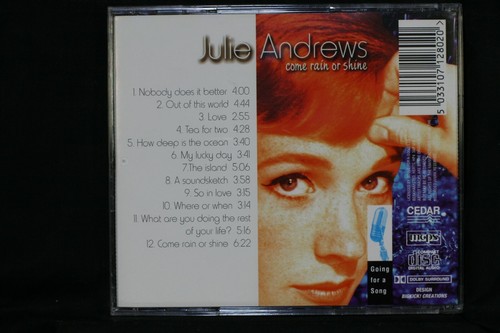 Julie Andrews
come rain or shine
1. Nobody does it better 4.00
2. Out of this world 4.44
3. Love 2.55
4. Tea for two 4.28
5. How deep is the ocean 3.40
6. My lucky day 3.41
7. The island 5.06
8. A soundsketch 3.58
9. So in love 3.15
10. Where or when 3.14
11. What are you doing the rest
of your life? 5.16
12. Come rain or shine 6.22
5 033107 128020 >
CEDAR
mcps
COMPACT
disc
DIGITAL AUDIO
DOLBY SURROUND
Going
for a
Song
DESIGN